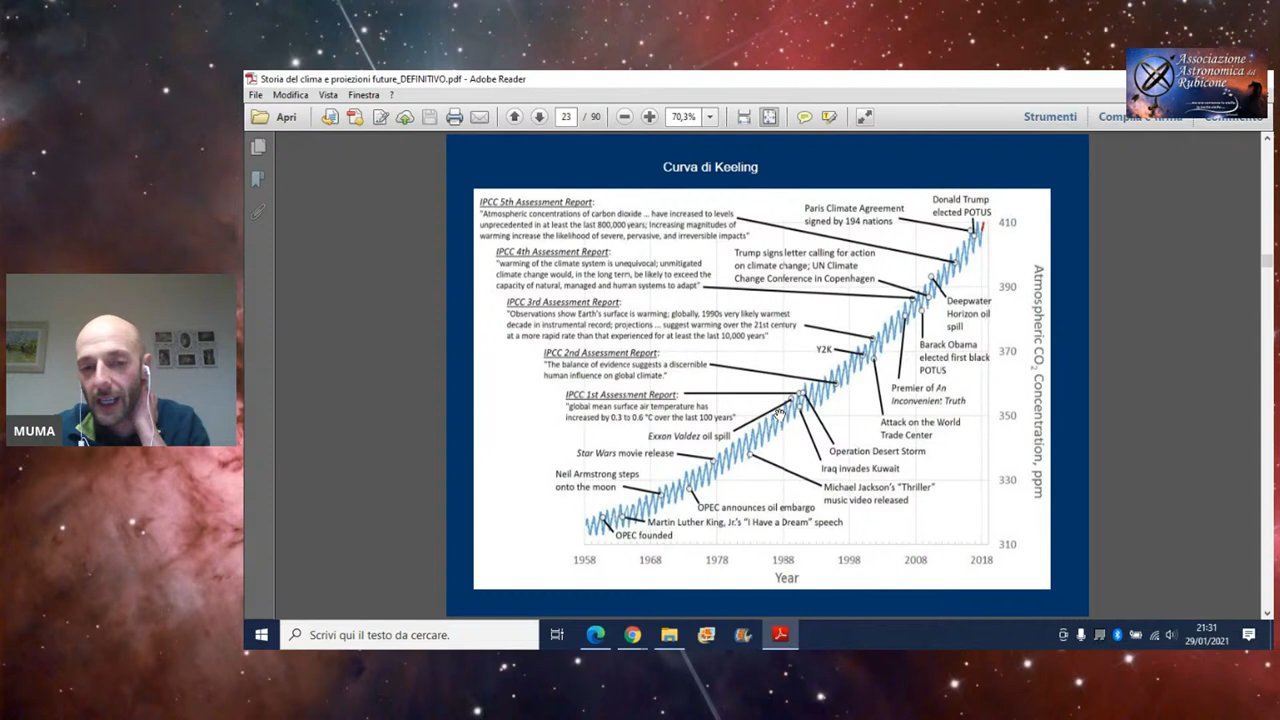 Associazione
Astronomica del
Rubicone
Storia del clima e proiezioni future_DEFINITIVO.pdf - Adobe Reader
File Modifica Vista Finestra ?
Apri 23 / 90 70,3% Strumenti
Curva di Keeling
IPCC 5th Assessment Report:
"Atmospheric concentrations of carbon dioxide ... have increased to levels
unprecedented in at least the last 800,000 years; Increasing magnitudes of
warming increase the likelihood of severe, pervasive, and irreversible impacts"
IPCC 4th Assessment Report:
"warming of the climate system is unequivocal; unmitigated
climate change would, in the long term, be likely to exceed the
capacity of natural, managed and human systems to adapt"
IPCC 3rd Assessment Report:
"Observations show Earth's surface is warming; globally, 1990s very likely warmest
decade in instrumental record; projections ... suggest warming over the 21st century
at a more rapid rate than that experienced for at least the last 10,000 years"
IPCC 2nd Assessment Report:
"The balance of evidence suggests a discernible
human influence on global climate."
IPCC 1st Assessment Report:
"global mean surface air temperature has
increased by 0.3 to 0.6 °C over the last 100 years"
Exxon Valdez oil spill
Star Wars movie release
Neil Armstrong steps
onto the moon
OPEC announces oil embargo
Martin Luther King, Jr.'s "I Have a Dream" speech
OPEC founded
Donald Trump
elected POTUS
Paris Climate Agreement
signed by 194 nations
Trump signs letter calling for action
on climate change; UN Climate
Change Conference in Copenhagen
Deepwater
Horizon oil
spill
Y2K
Barack Obama
elected first black
POTUS
Premier of An
Inconvenient Truth
Attack on the World
Trade Center
Operation Desert Storm
Iraq invades Kuwait
Michael Jackson's "Thriller"
music video released
410
390
370
350
330
310
Atmospheric CO2 Concentration, ppm
1958 1968 1978 1988 1998 2008 2018
Year
MUMA
Scrivi qui il testo da cercare.
21:31
29/01/2021